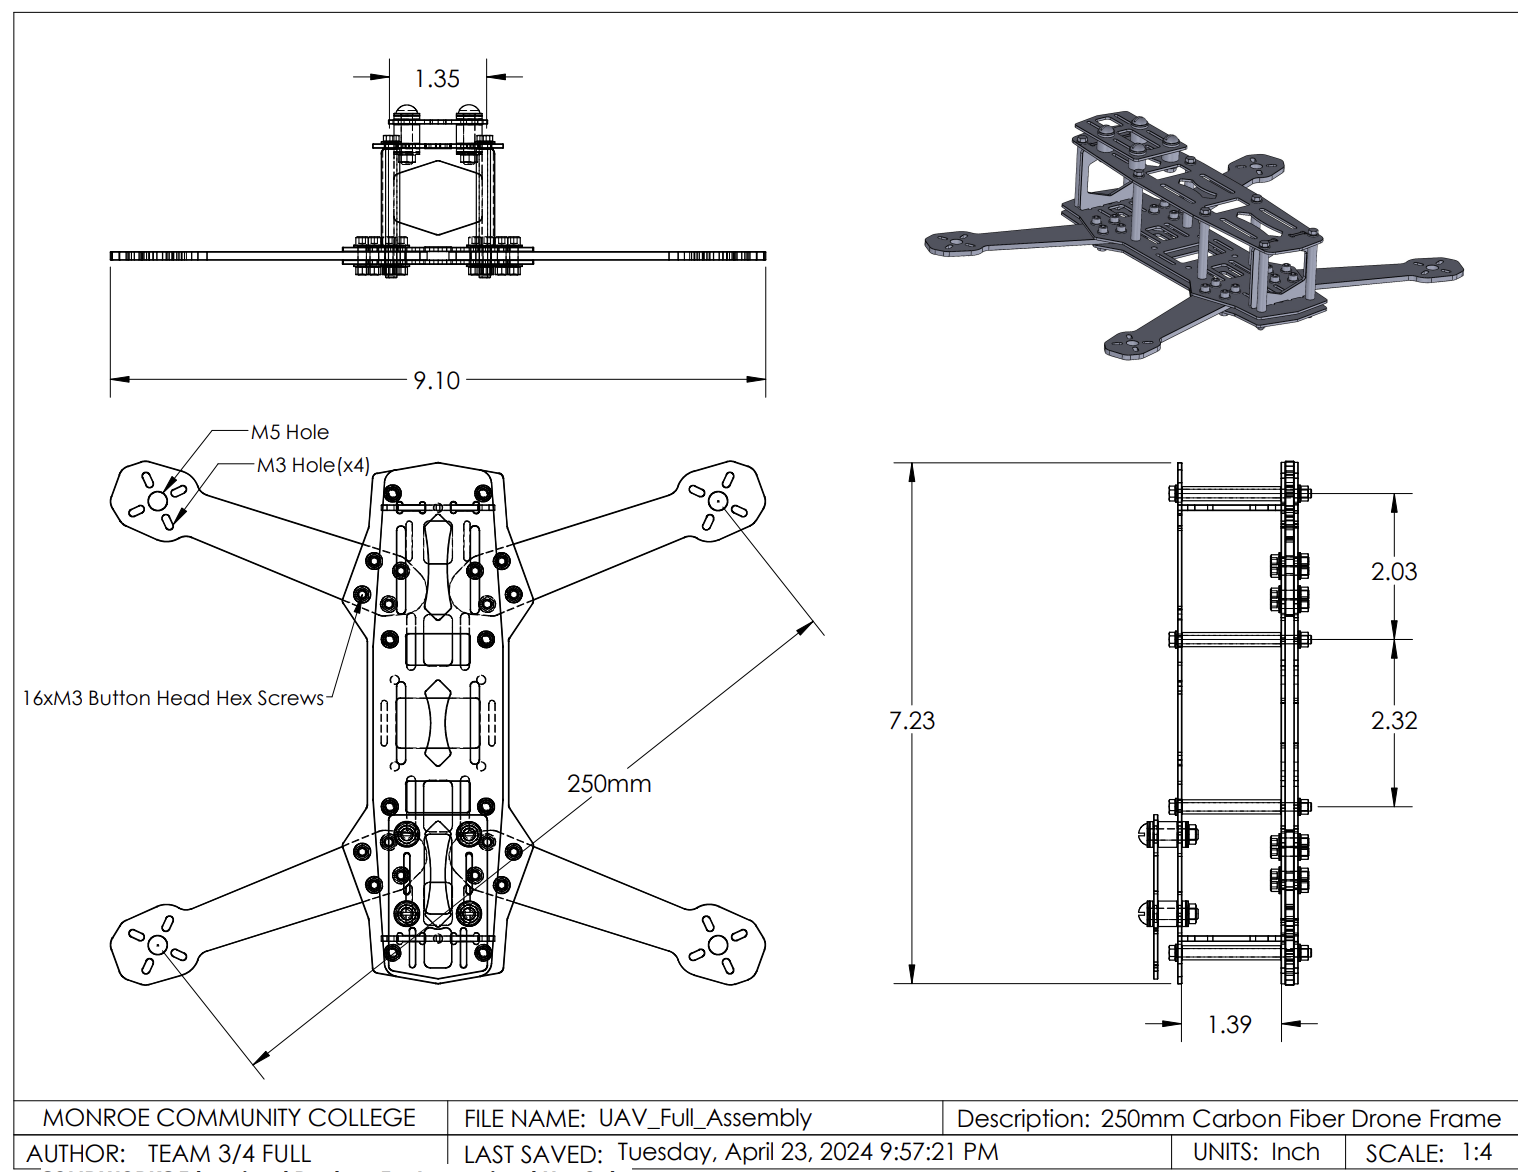 1.35
9.10
M5 Hole
M3 Hole(x4)
16xM3 Button Head Hex Screws
250mm
7.23
2.03
2.32
1.39
MONROE COMMUNITY COLLEGE
FILE NAME: UAV_Full_Assembly
Description: 250mm Carbon Fiber Drone Frame
AUTHOR: TEAM 3/4 FULL
LAST SAVED: Tuesday, April 23, 2024 9:57:21 PM
UNITS: Inch
SCALE: 1:4